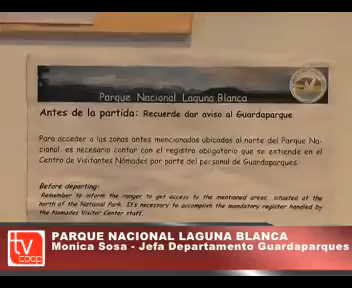 Parque Nacional Laguna Blanca
Antes de la partida: Recuerde dar aviso al Guardaparque
Para acceder a las zonas antes mencionadas ubicadas al norte del Parque Na-
cional, es necesario contar con el registro obligatorio que se extiende en el
Centro de Visitantes Nómades por parte del personal de Guardaparques.
Before departing:
Remember to inform the ranger to get access to the mentioned areas, situated at the
north of the National Park. It's necessary to accomplish the mandatory register handled by
the Nomades Visitor Center staff.
PARQUE NACIONAL LAGUNA BLANCA
Monica Sosa - Jefa Departamento Guardaparques
tv
coop